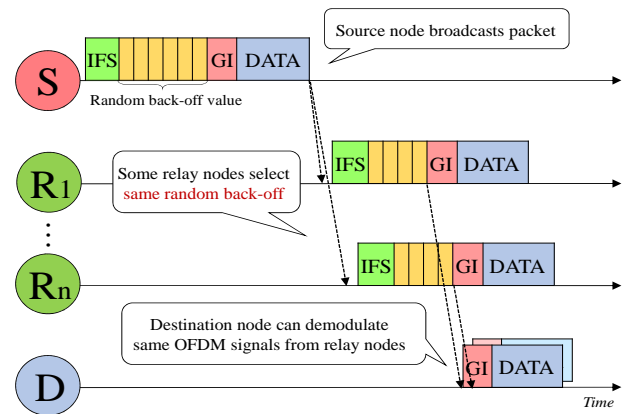 Source node broadcasts packet
S
IFS
GI
DATA
Random back-off value
R1
Some relay nodes select
same random back-off
IFS
GI
DATA
Rn
IFS
GI
DATA
Destination node can demodulate
same OFDM signals from relay nodes
D
GI
DATA
Time